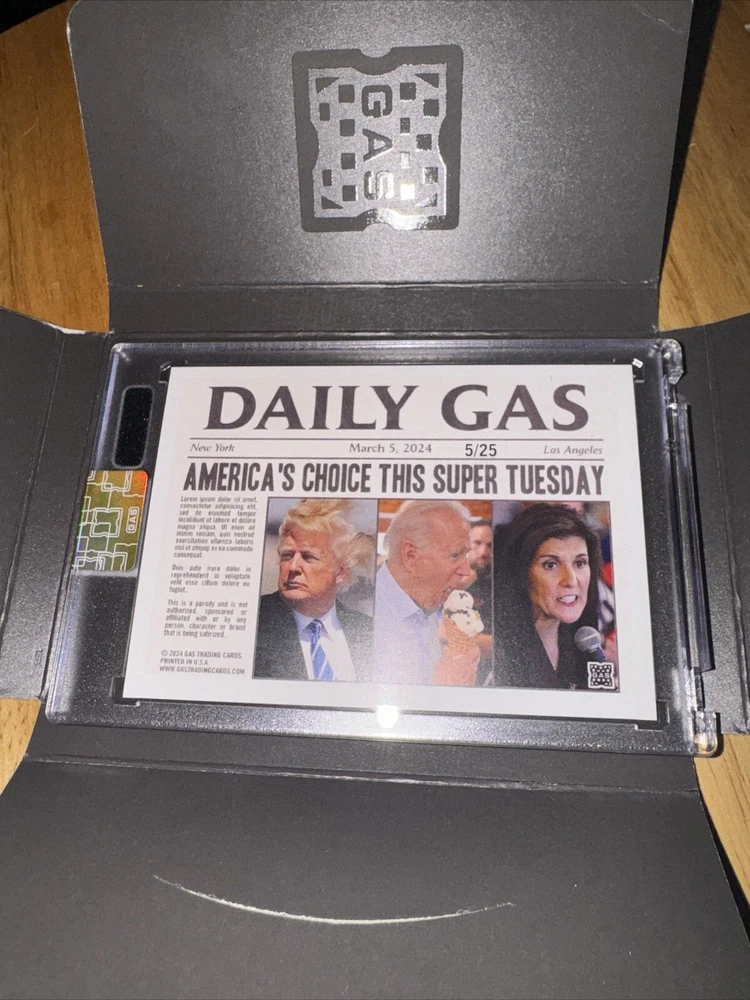 GAS
DAILY GAS
New York March 5, 2024 5/25 Los Angeles
AMERICA'S CHOICE THIS SUPER TUESDAY
Lorem ipsum dolor sit amet,
consectetur adipisicing elit,
sed do eiusmod tempor
incididunt ut labore et dolore
magna aliqua. Ut enim ad
minim veniam, quis nostrud
exercitation ullamco laboris
nisi ut aliquip ex ea commodo
consequat.
Duis aute irure dolor in
reprehenderit in voluptate
velit esse cillum dolore eu
fugiat.
This is a parody and is not
authorized, sponsored or
affiliated with or by any
person, character or brand
that is being satirized.
© 2024 GAS TRADING CARDS
PRINTED IN U.S.A
WWW.GASTRADINGCARDS.COM
GAS